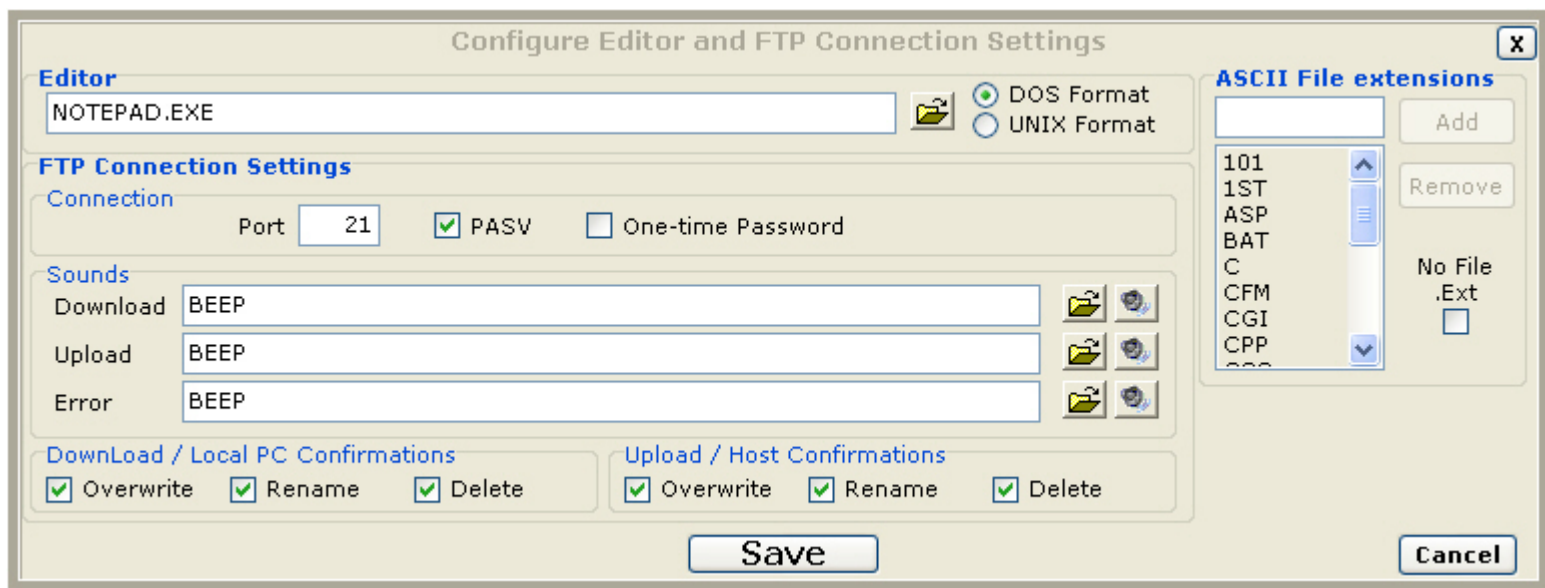 Configure Editor and FTP Connection Settings
X
Editor
NOTEPAD.EXE
DOS Format
UNIX Format
FTP Connection Settings
Connection
Port 21 PASV One-time Password
Sounds
Download BEEP
Upload BEEP
Error BEEP
DownLoad / Local PC Confirmations
Overwrite Rename Delete
Upload / Host Confirmations
Overwrite Rename Delete
ASCII File extensions
Add
Remove
101
1ST
ASP
BAT
C
CFM
CGI
CPP
No File
.Ext
Save
Cancel